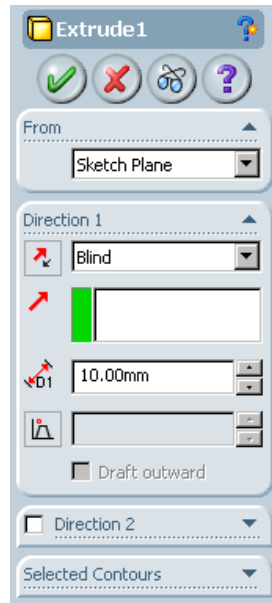 Extrude1
?
?
From
Sketch Plane
Direction 1
Blind
D1
10.00mm
Draft outward
Direction 2
Selected Contours